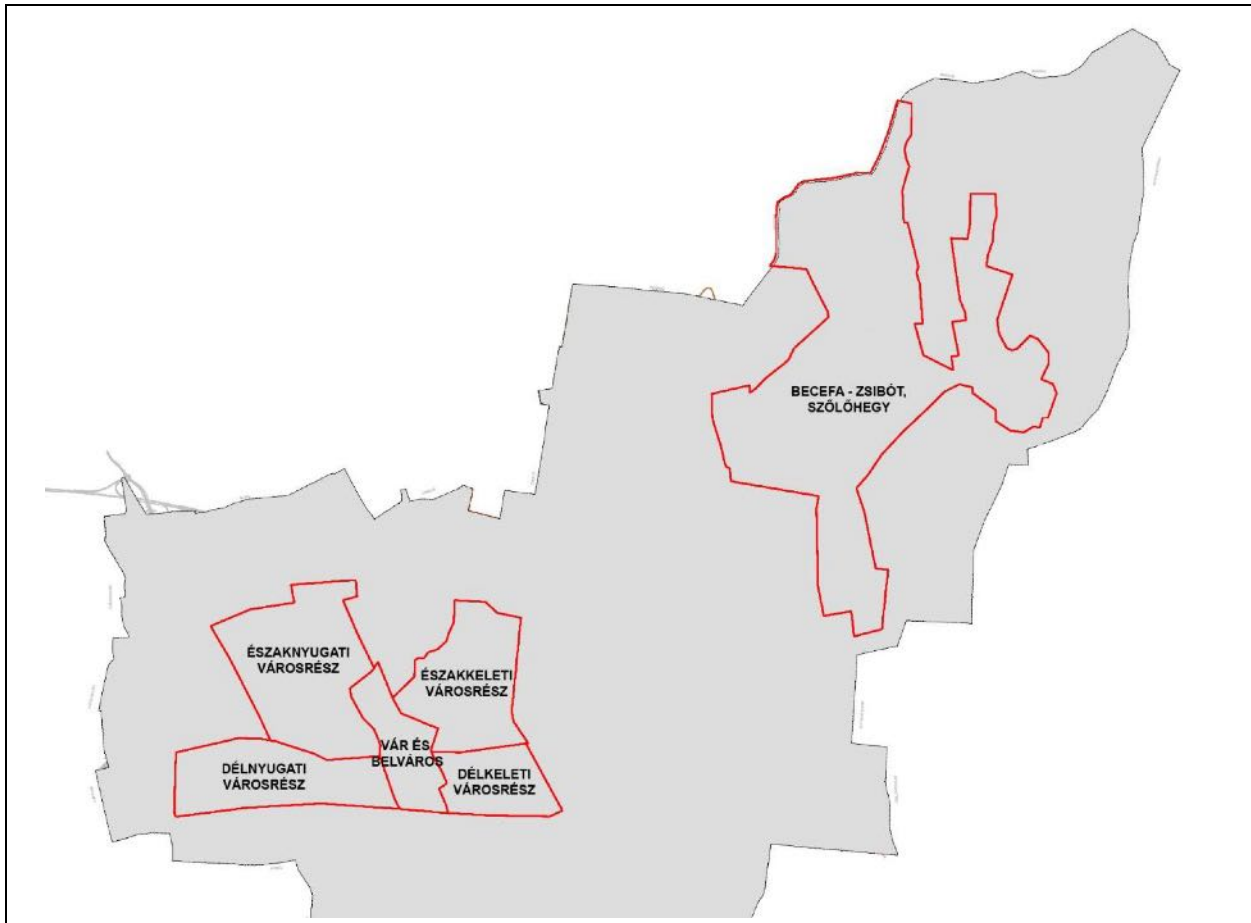 BECEFA - ZSIBÓT,
SZŐLŐHEGY
ÉSZAKNYUGATI
VÁROSRÉSZ
ÉSZAKKELETI
VÁROSRÉSZ
VÁR ÉS
BELVÁROS
DÉLNYUGATI
VÁROSRÉSZ
DÉLKELETI
VÁROSRÉSZ